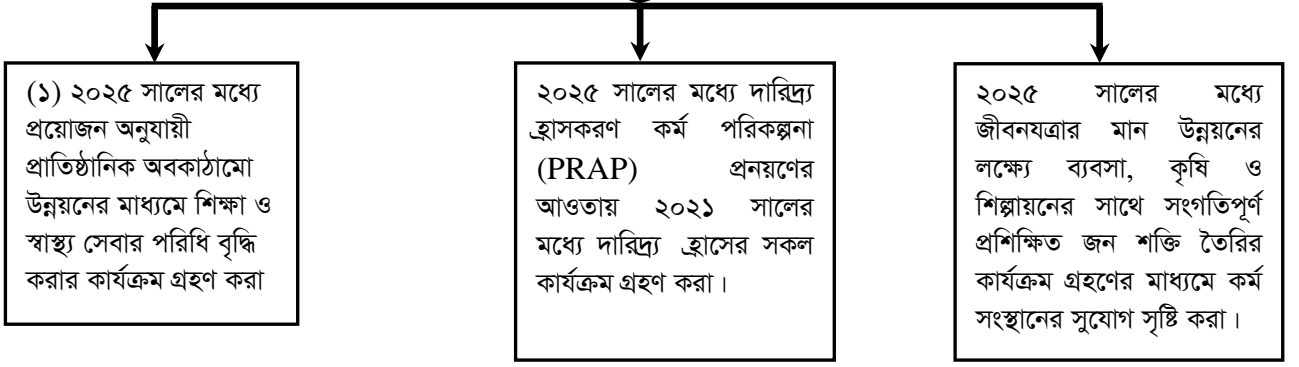 (১) ২০২৫ সালের মধ্যে
প্রয়োজন অনুযায়ী
প্রাতিষ্ঠানিক অবকাঠামো
উন্নয়নের মাধ্যমে শিক্ষা ও
স্বাস্থ্য সেবার পরিধি বৃদ্ধি
করার কার্যক্রম গ্রহণ করা
২০২৫ সালের মধ্যে দারিদ্র্য
হ্রাসকরণ কর্ম পরিকল্পনা
(PRAP) প্রনয়ণের
আওতায় ২০২১ সালের
মধ্যে দারিদ্র্য হ্রাসের সকল
কার্যক্রম গ্রহণ করা।
২০২৫ সালের মধ্যে
জীবনযত্রার মান উন্নয়নের
লক্ষ্যে ব্যবসা, কৃষি ও
শিল্পায়নের সাথে সংগতিপূর্ণ
প্রশিক্ষিত জন শক্তি তৈরির
কার্যক্রম গ্রহণের মাধ্যমে কর্ম
সংস্থানের সুযোগ সৃষ্টি করা।